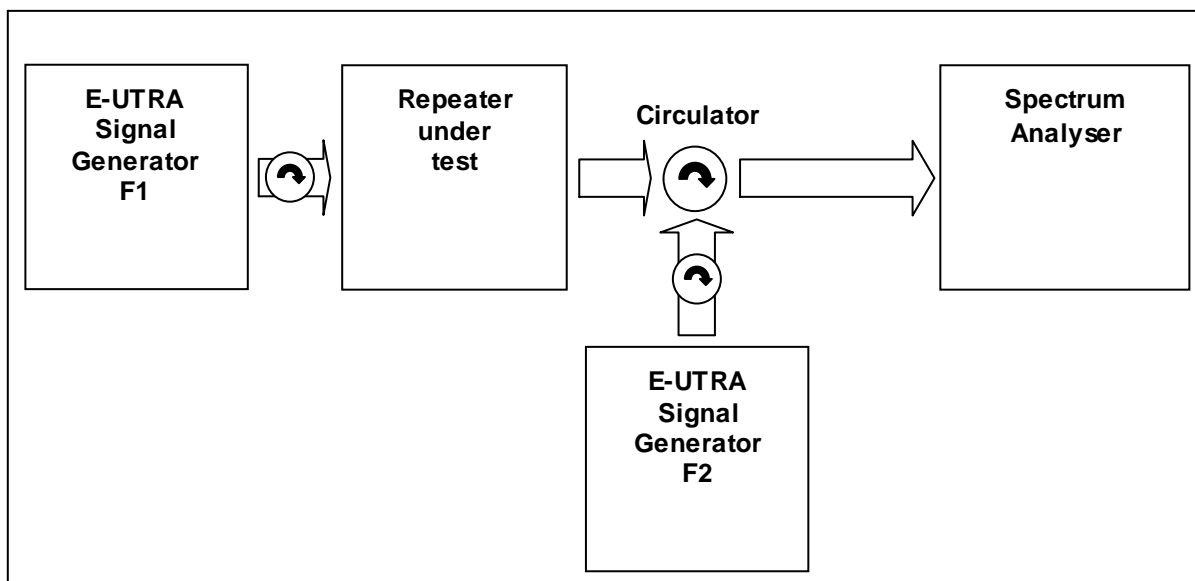 E-UTRA
Signal
Generator
F1
Repeater
under
test
Circulator
Spectrum
Analyser
E-UTRA
Signal
Generator
F2